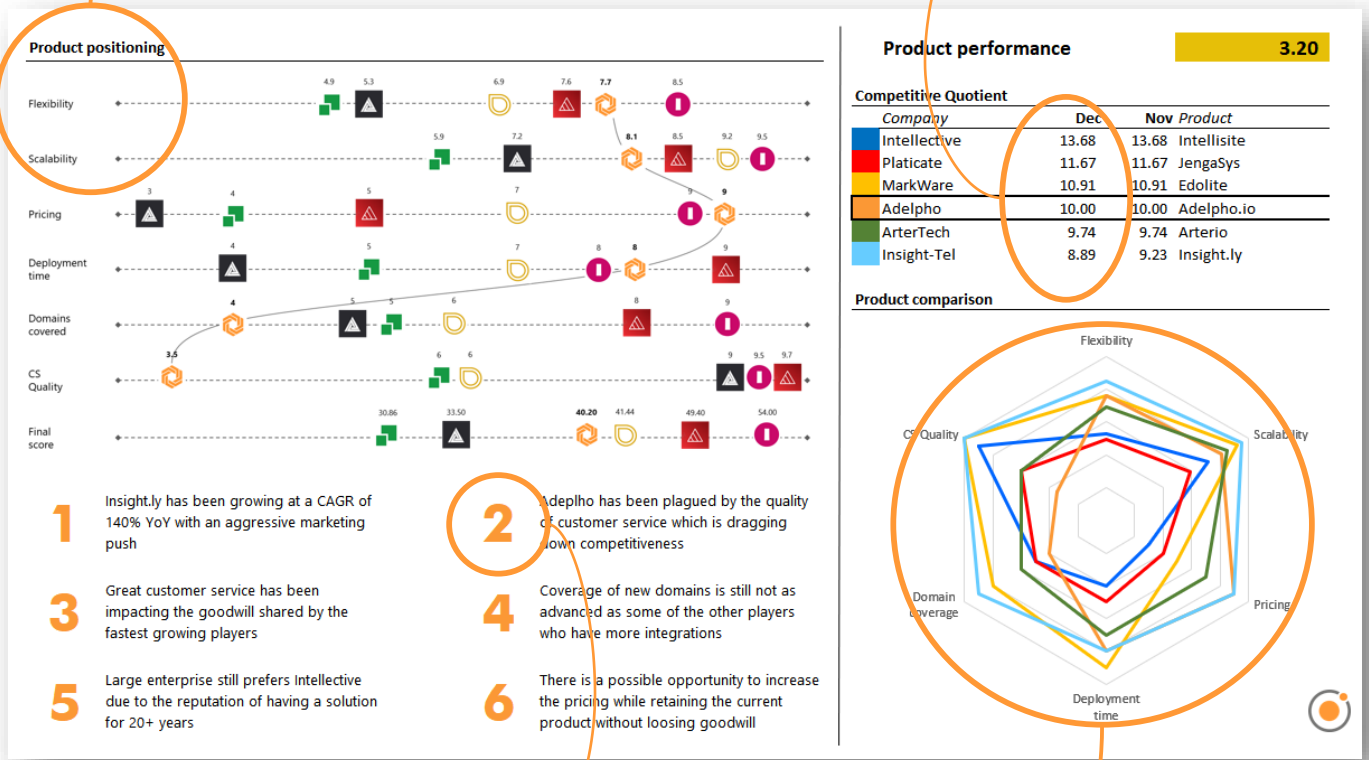 Product positioning
4.9 5.3 6.9 7.6 7.7 8.5
Flexibility
5.9 7.2 8.1 8.5 9.2 9.5
Scalability
3 4 5 7 9 9
Pricing
4 5 7 8 8 9
Deployment
time
4 5 5 6 8 9
Domains
covered
3.5 6 6 9 9.5 9.7
CS
Quality
30.86 33.50 40.20 41.44 49.40 54.00
Final
score
1
Insight.ly has been growing at a CAGR of
140% YoY with an aggressive marketing
push
2
Adeplho has been plagued by the quality
of customer service which is dragging
down competitiveness
3
Great customer service has been
impacting the goodwill shared by the
fastest growing players
4
Coverage of new domains is still not as
advanced as some of the other players
who have more integrations
5
Large enterprise still prefers Intellective
due to the reputation of having a solution
for 20+ years
6
There is a possible opportunity to increase
the pricing while retaining the current
product without loosing goodwill
Product performance 3.20
Competitive Quotient
Company Dec Nov Product
Intellective 13.68 13.68 Intellisite
Platicate 11.67 11.67 JengaSys
MarkWare 10.91 10.91 Edolite
Adelpho 10.00 10.00 Adelpho.io
ArterTech 9.74 9.74 Arterio
Insight-Tel 8.89 9.23 Insight.ly
Product comparison
Flexibility
CS Quality
Scalability
Domain
coverage
Pricing
Deployment
time